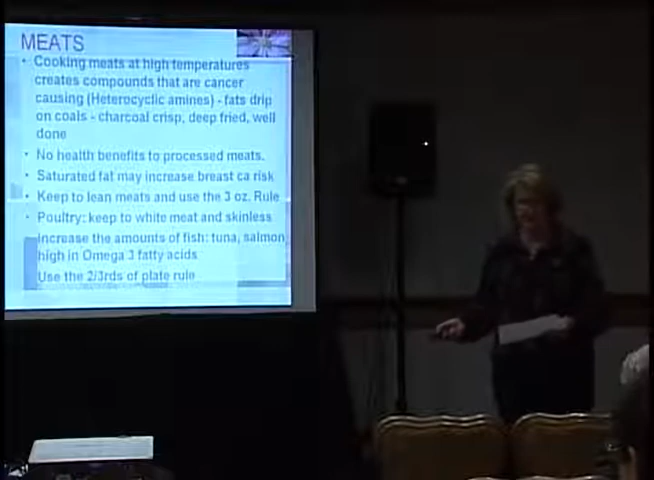 MEATS
• Cooking meats at high temperatures
creates compounds that are cancer
causing (Heterocyclic amines) - fats drip
on coals - charcoal crisp, deep fried, well
done
• No health benefits to processed meats.
• Saturated fat may increase breast ca risk
• Keep to lean meats and use the 3 oz. Rule
• Poultry: keep to white meat and skinless
Increase the amounts of fish: tuna, salmon
high in Omega 3 fatty acids
Use the 2/3rds of plate rule